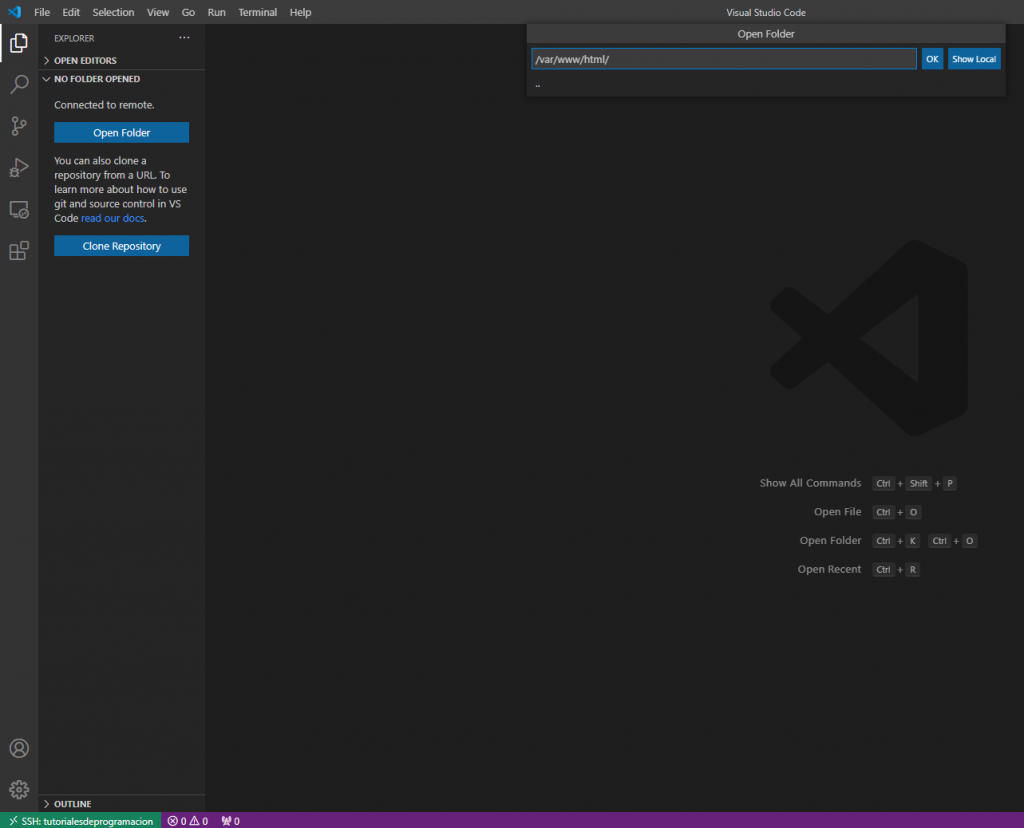 File Edit Selection View Go Run Terminal Help
Visual Studio Code
EXPLORER ...
OPEN EDITORS
NO FOLDER OPENED
Connected to remote.
Open Folder
You can also clone a
repository from a URL. To
learn more about how to use
git and source control in VS
Code read our docs.
Clone Repository
Open Folder
/var/www/html/ OK Show Local
..
Show All Commands Ctrl + Shift + P
Open File Ctrl + O
Open Folder Ctrl + K Ctrl + O
Open Recent Ctrl + R
OUTLINE
SSH: tutorialesdeprogramacion 0 0 0